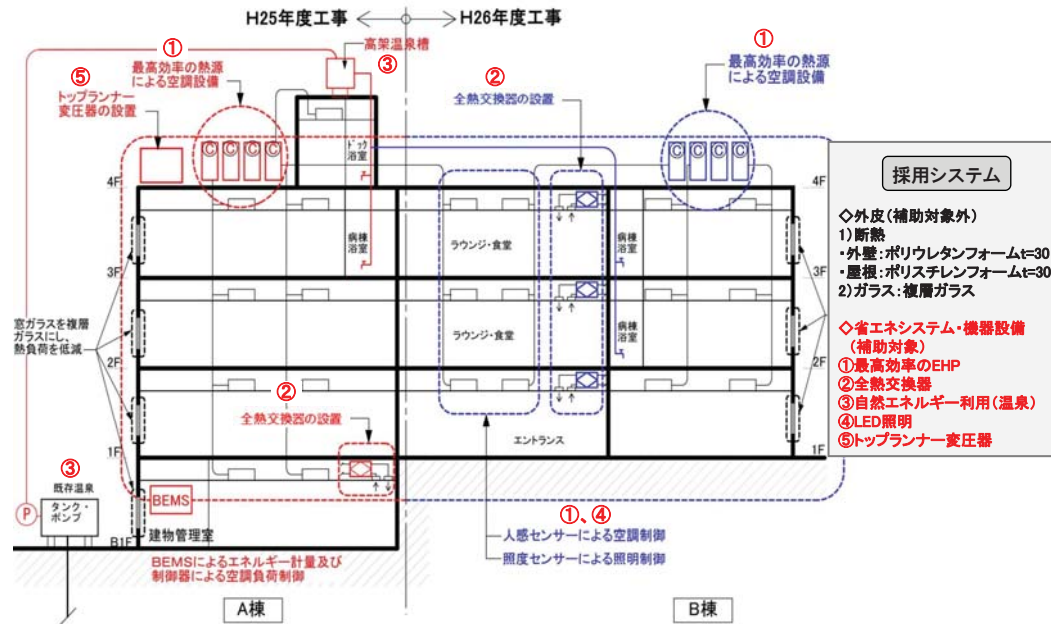 H25年度工事
H26年度工事
①
最高効率の熱源
による空調設備
高架温泉槽
③
⑤
トップランナー
変圧器の設置
②
全熱交換器の設置
①
最高効率の熱源
による空調設備
C C C C
ドック
浴室
C C C C
4F
4F
病棟
浴室
ラウンジ・食堂
病棟
浴室
3F
3F
窓ガラスを複層
ガラスにし、
熱負荷を低減
ラウンジ・食堂
病棟
浴室
2F
2F
②
全熱交換器の設置
エントランス
1F
1F
③
既存温泉
タンク・
ポンプ
P
BEMS
建物管理室
B1F
BEMSによるエネルギー計量及び
制御器による空調負荷制御
①、④
人感センサーによる空調制御
照度センサーによる照明制御
A棟
B棟
採用システム
◇外皮(補助対象外)
1)断熱
・外壁:ポリウレタンフォームt=30
・屋根:ポリスチレンフォームt=30
2)ガラス:複層ガラス
◇省エネシステム・機器設備
(補助対象)
①最高効率のEHP
②全熱交換器
③自然エネルギー利用(温泉)
④LED照明
⑤トップランナー変圧器